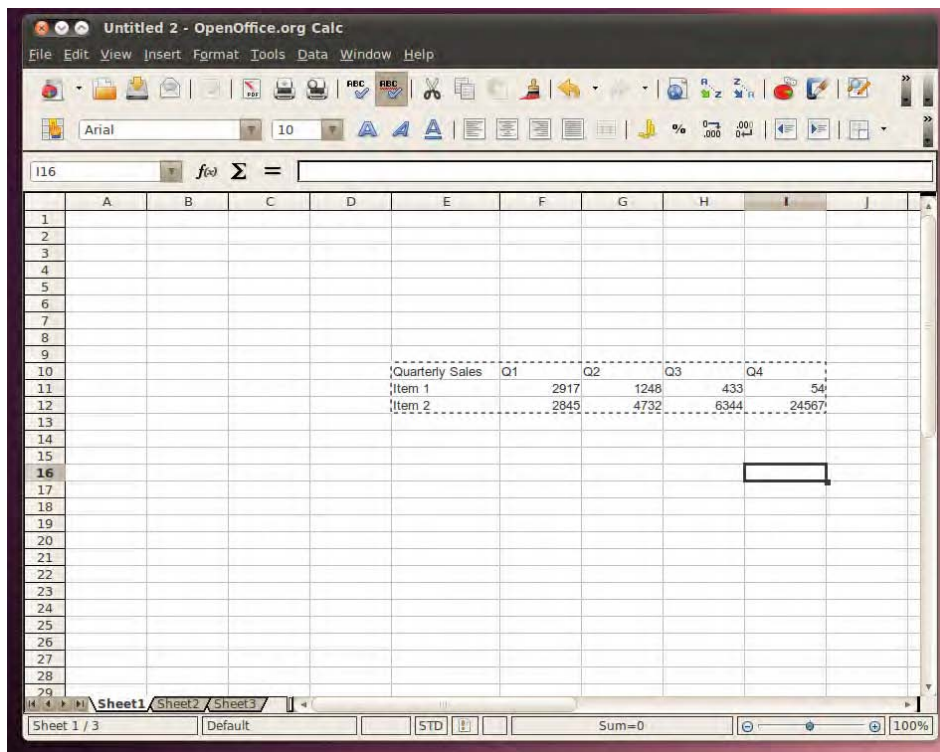 Untitled 2 - OpenOffice.org Calc
File Edit View Insert Format Tools Data Window Help
Arial 10
I16 f(x) Σ =
A B C D E F G H I J
1
2
3
4
5
6
7
8
9
10 Quarterly Sales Q1 Q2 Q3 Q4
11 Item 1 2917 1248 433 54
12 Item 2 2845 4732 6344 24567
13
14
15
16
17
18
19
20
21
22
23
24
25
26
27
28
29
Sheet1 Sheet2 Sheet3
Sheet 1 / 3 Default STD Sum=0 100%